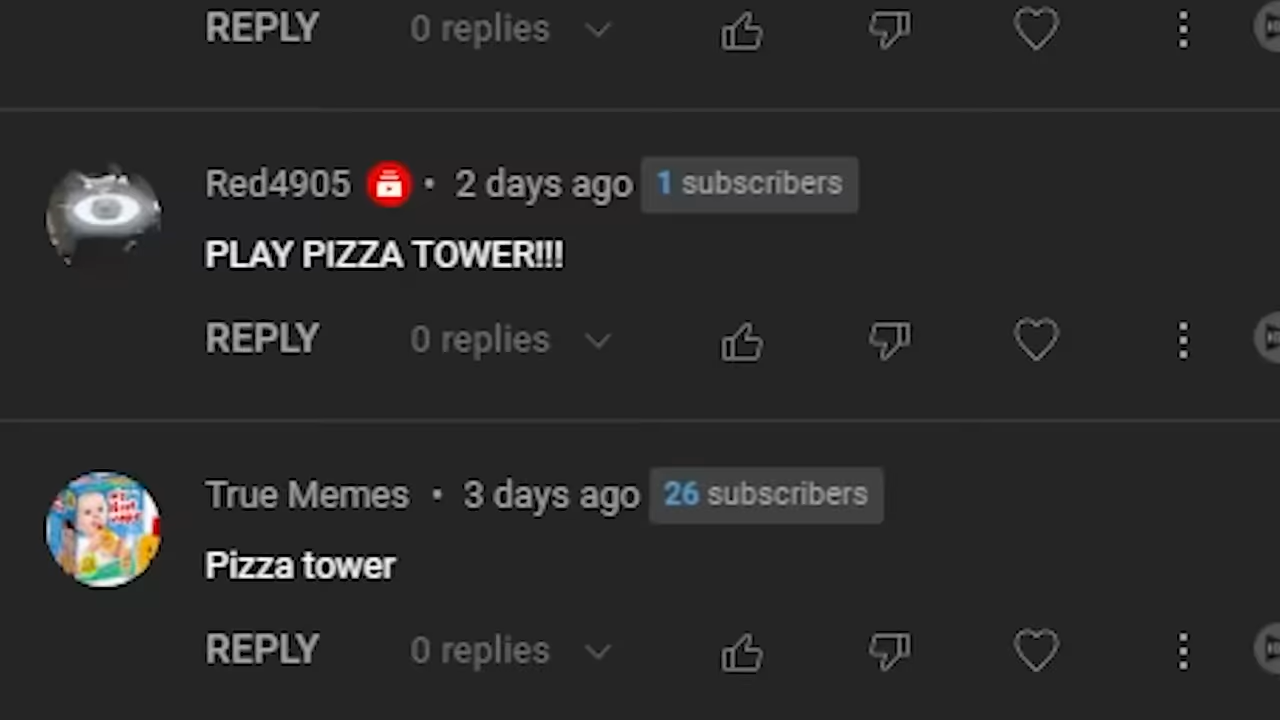 REPLY 0 replies
Red4905 • 2 days ago 1 subscribers
PLAY PIZZA TOWER!!!
REPLY 0 replies
True Memes • 3 days ago 26 subscribers
Pizza tower
REPLY 0 replies